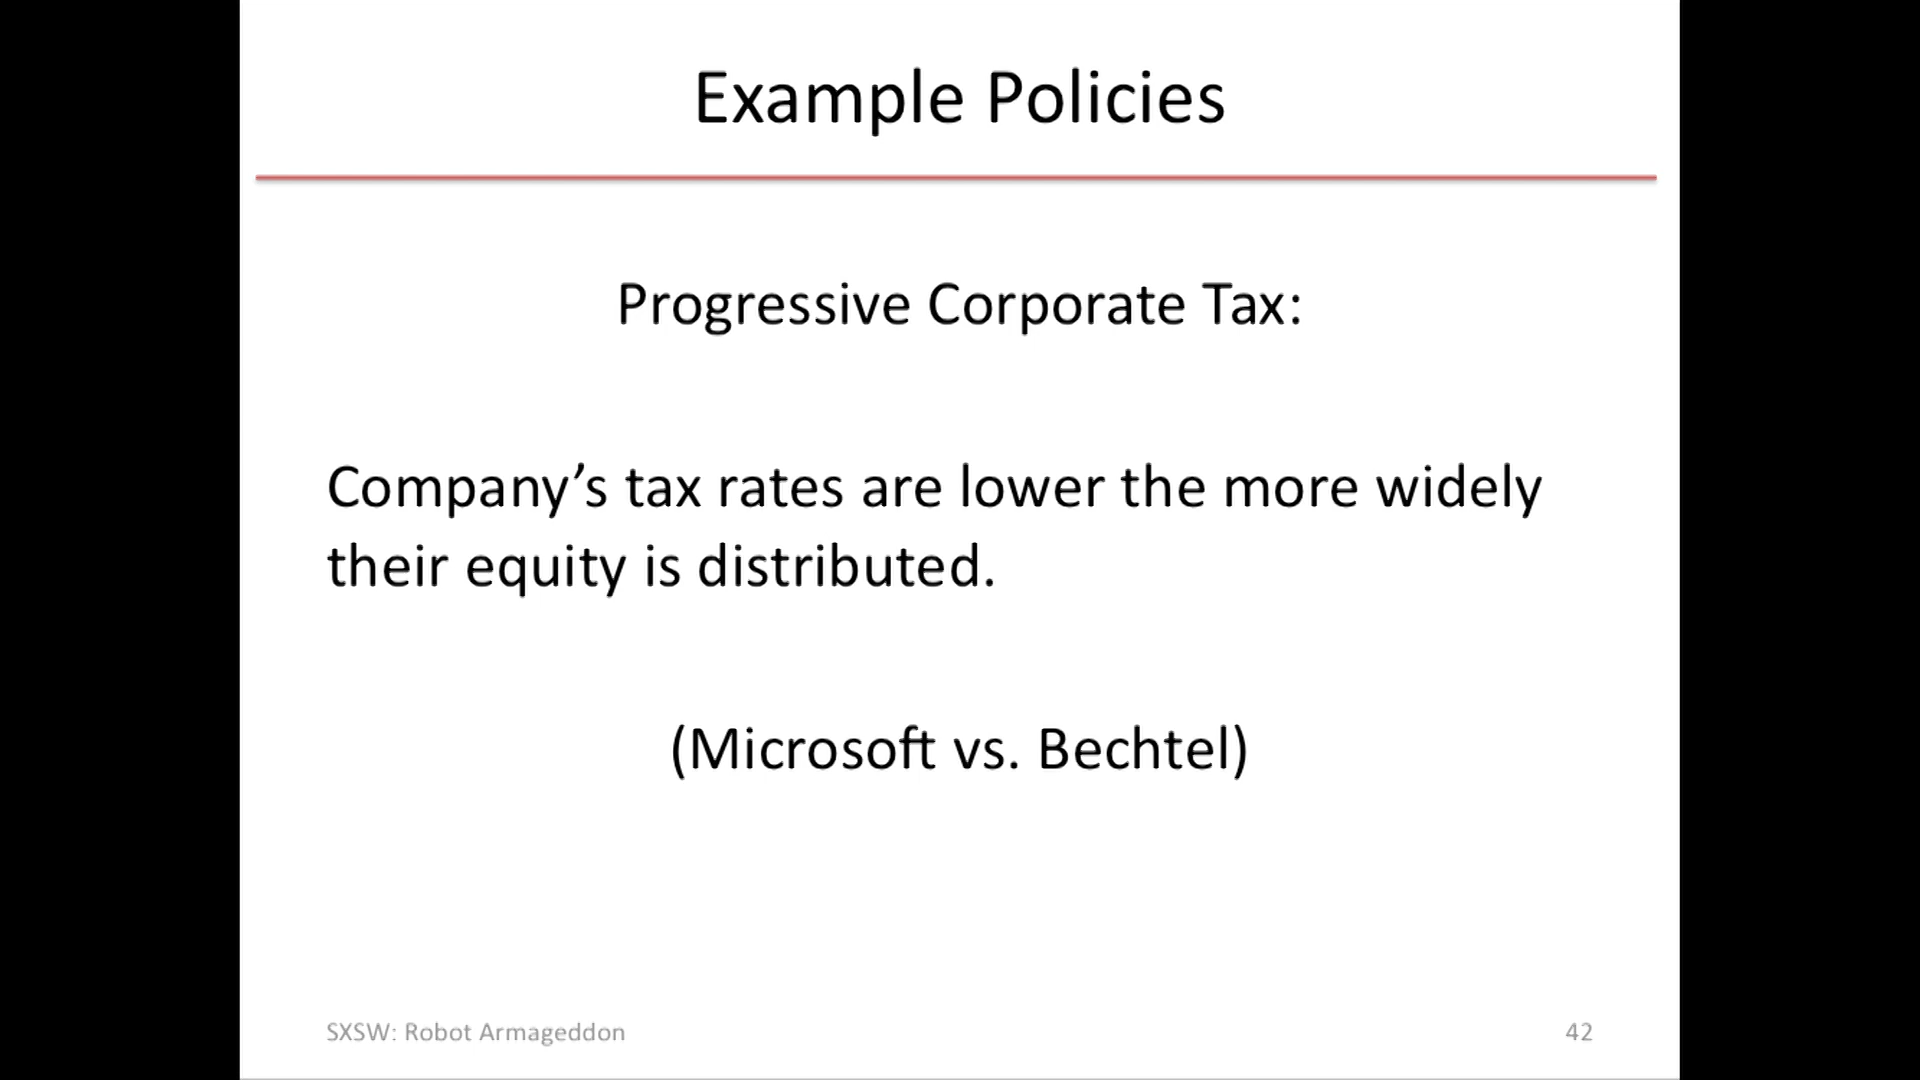 Example Policies
Progressive Corporate Tax:
Company’s tax rates are lower the more widely
their equity is distributed.
(Microsoft vs. Bechtel)
SXSW: Robot Armageddon
42